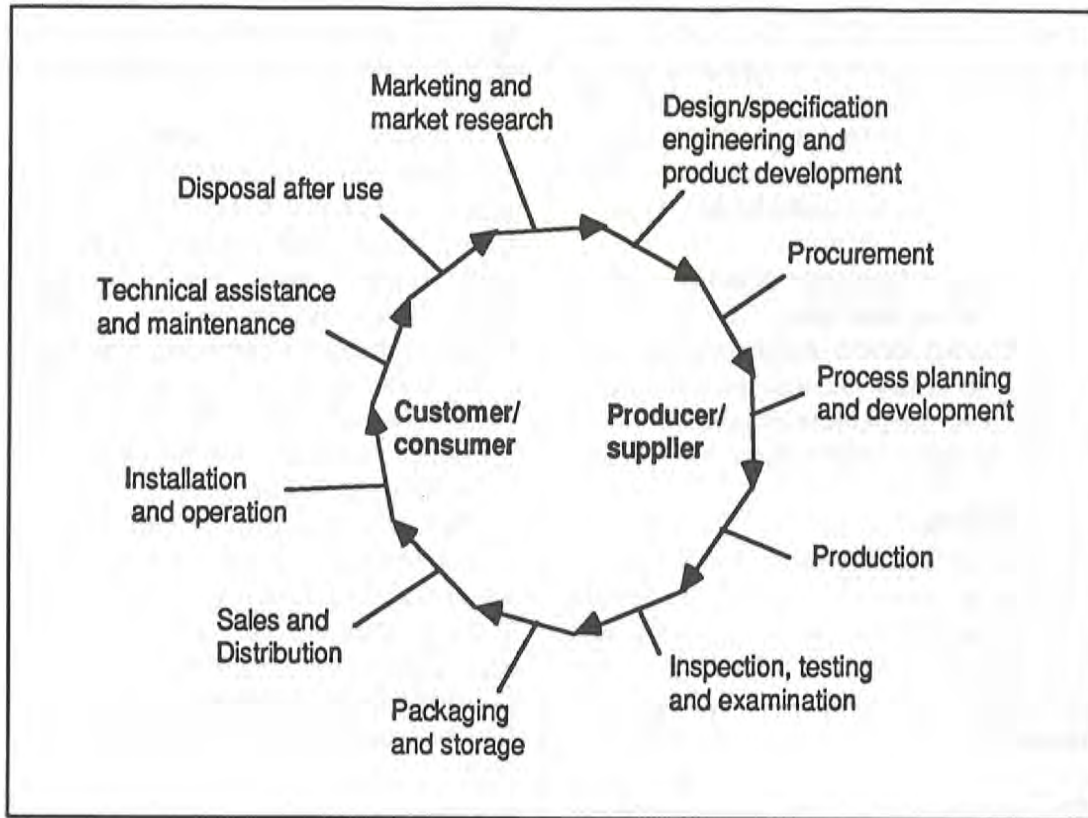 Marketing and
market research
Design/specification
engineering and
product development
Procurement
Process planning
and development
Production
Inspection, testing
and examination
Packaging
and storage
Sales and
Distribution
Installation
and operation
Technical assistance
and maintenance
Disposal after use
Customer/
consumer
Producer/
supplier